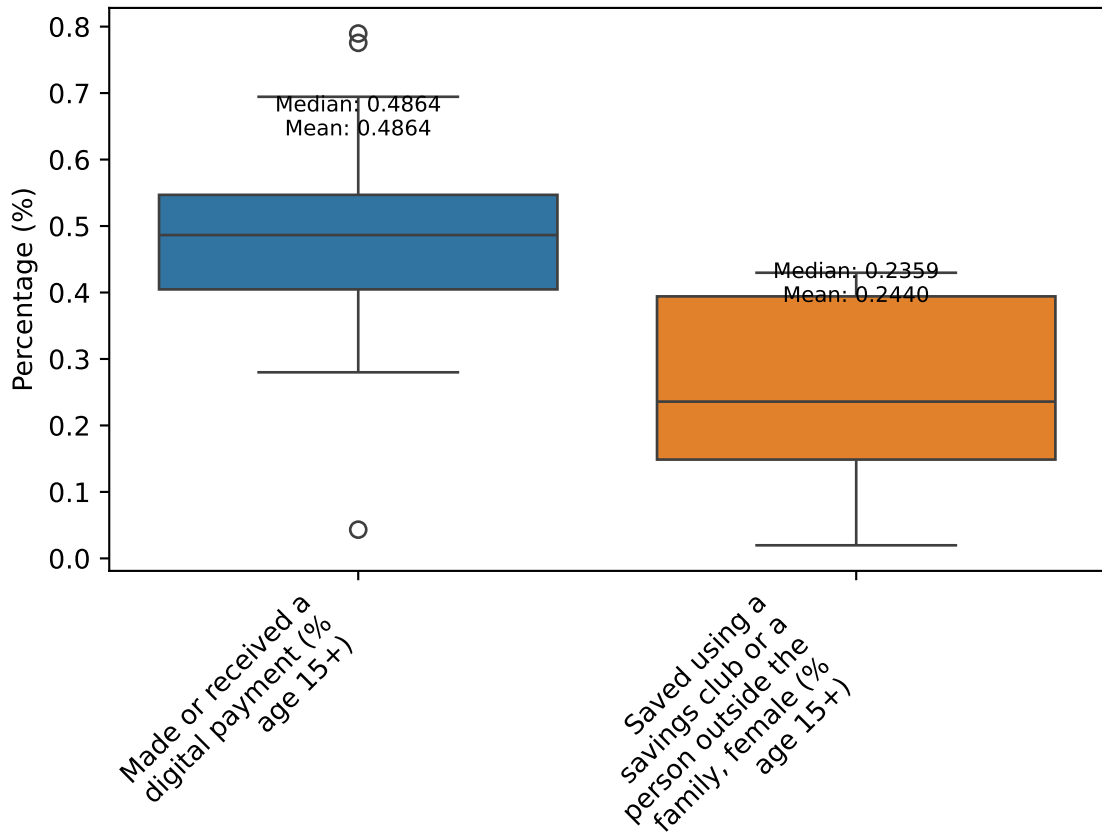 Percentage (%)
0.8
0.7
0.6
0.5
0.4
0.3
0.2
0.1
0.0
Median: 0.4864
Mean: 0.4864
Median: 0.2359
Mean: 0.2440
Made or received a
digital payment (%
age 15+)
Saved using a
savings club or a
person outside the
family, female (%
age 15+)